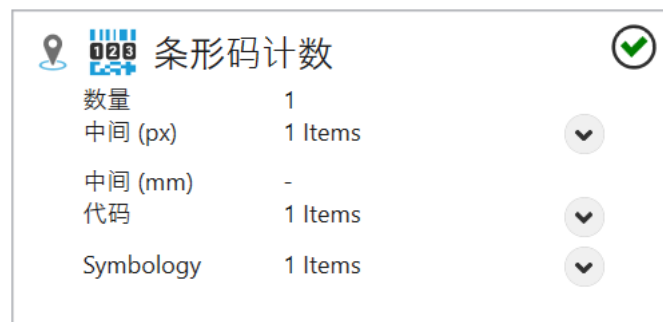 123 条形码计数
数量 1
中间 (px) 1 Items
中间 (mm) -
代码 1 Items
Symbology 1 Items